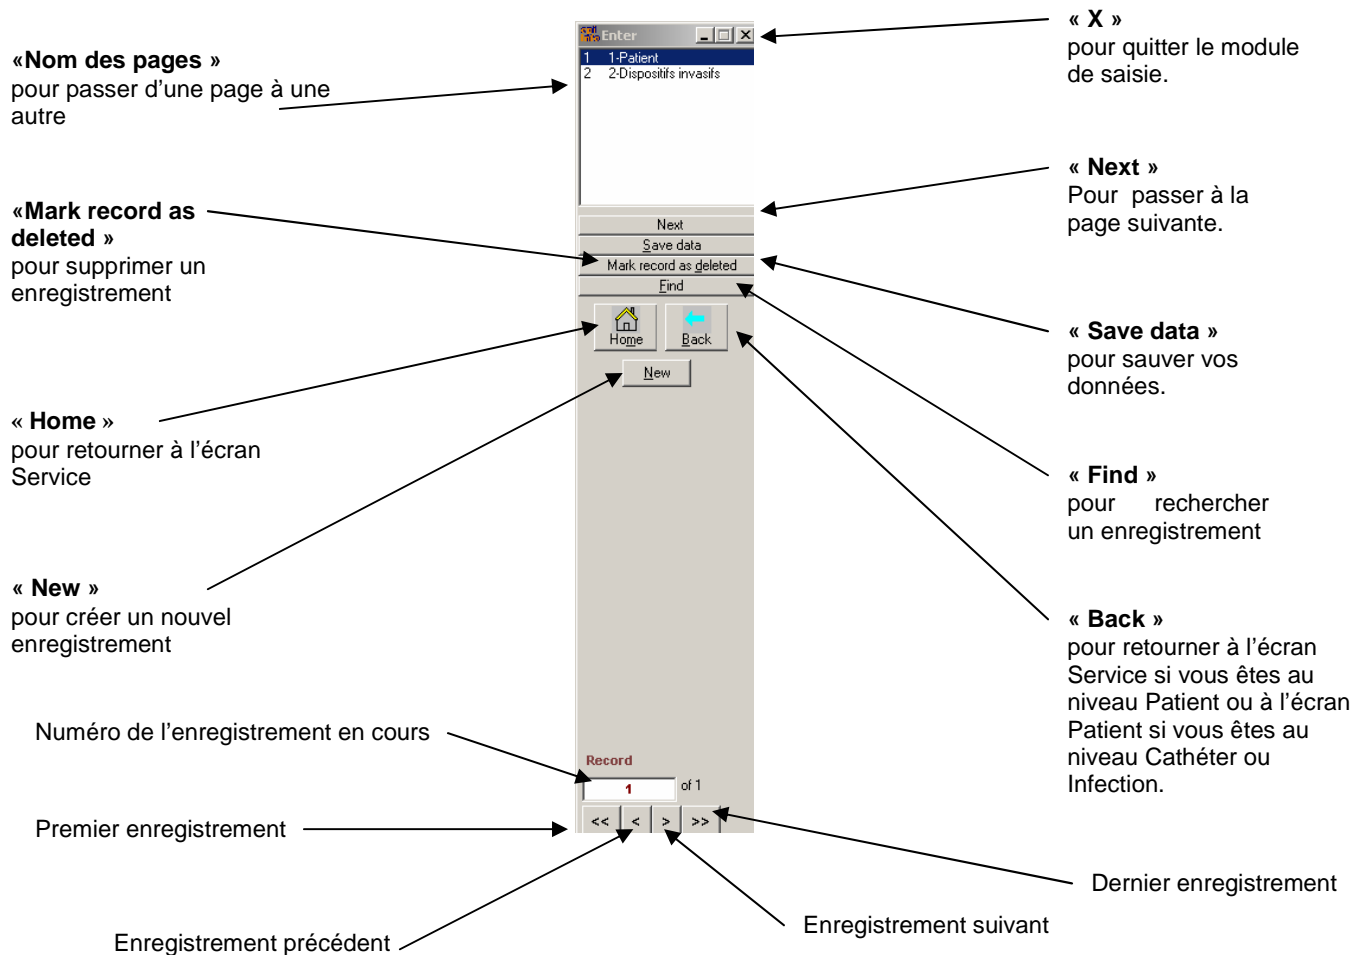 «Nom des pages »
pour passer d’une page à une
autre
«Mark record as
deleted »
pour supprimer un
enregistrement
« Home »
pour retourner à l’écran
Service
« New »
pour créer un nouvel
enregistrement
Numéro de l’enregistrement en cours
Premier enregistrement
Enregistrement précédent
Enter
1 1-Patient
2 2-Dispositifs invasifs
Next
Save data
Mark record as deleted
Find
Home Back
New
Record
1 of 1
<< < > >>
« X »
pour quitter le module
de saisie.
« Next »
Pour passer à la
page suivante.
« Save data »
pour sauver vos
données.
« Find »
pour rechercher
un enregistrement
« Back »
pour retourner à l’écran
Service si vous êtes au
niveau Patient ou à l’écran
Patient si vous êtes au
niveau Cathéter ou
Infection.
Dernier enregistrement
Enregistrement suivant